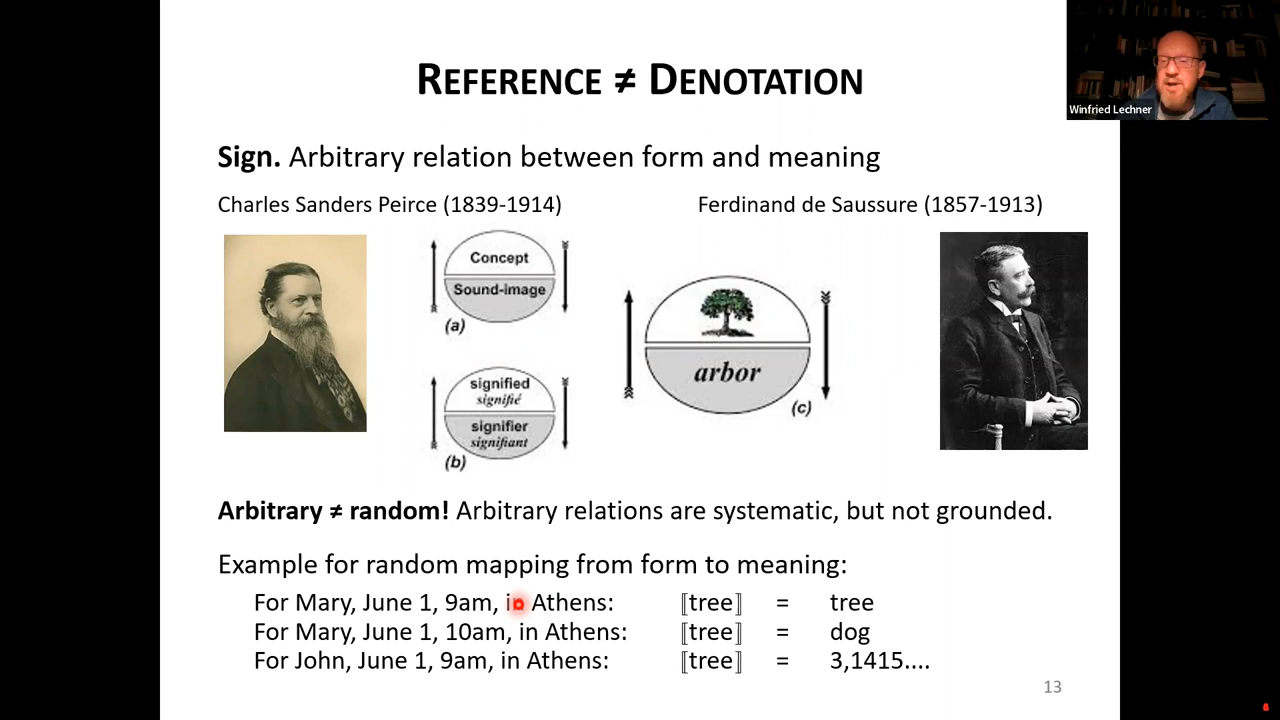 REFERENCE ≠ DENOTATION
Winfried Lechner
Sign. Arbitrary relation between form and meaning
Charles Sanders Peirce (1839-1914)
Ferdinand de Saussure (1857-1913)
Concept
Sound-image
(a)
signified
signifié
signifier
signifiant
(b)
arbor
(c)
Arbitrary ≠ random! Arbitrary relations are systematic, but not grounded.
Example for random mapping from form to meaning:
For Mary, June 1, 9am, in Athens: ⟦tree⟧ = tree
For Mary, June 1, 10am, in Athens: ⟦tree⟧ = dog
For John, June 1, 9am, in Athens: ⟦tree⟧ = 3,1415....
13